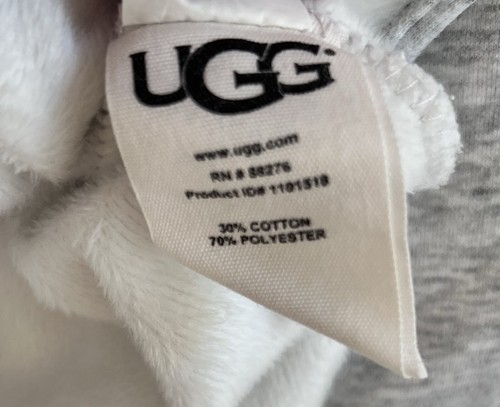 UGG
www.ugg.com
RN # 88276
Product ID# 1101518
30% COTTON
70% POLYESTER